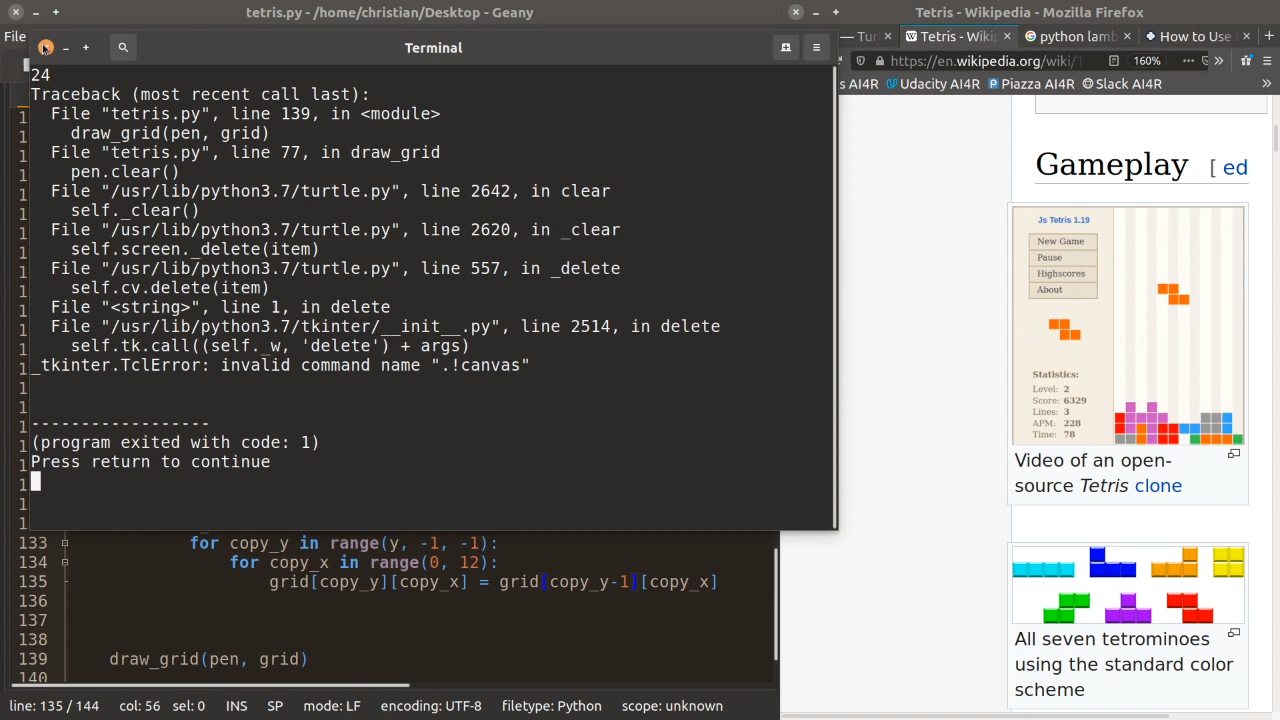 tetris.py - /home/christian/Desktop - Geany
File
Terminal
24
Traceback (most recent call last):
File "tetris.py", line 139, in <module>
draw_grid(pen, grid)
File "tetris.py", line 77, in draw_grid
pen.clear()
File "/usr/lib/python3.7/turtle.py", line 2642, in clear
self._clear()
File "/usr/lib/python3.7/turtle.py", line 2620, in _clear
self.screen._delete(item)
File "/usr/lib/python3.7/turtle.py", line 557, in _delete
self.cv.delete(item)
File "<string>", line 1, in delete
File "/usr/lib/python3.7/tkinter/__init__.py", line 2514, in delete
self.tk.call((self._w, 'delete') + args)
_tkinter.TclError: invalid command name ".!canvas"
------------------
(program exited with code: 1)
Press return to continue
133 for copy_y in range(y, -1, -1):
134 for copy_x in range(0, 12):
135 grid[copy_y][copy_x] = grid[copy_y-1][copy_x]
136
137
138
139 draw_grid(pen, grid)
140
line: 135 / 144 col: 56 sel: 0 INS SP mode: LF encoding: UTF-8 filetype: Python scope: unknown
Tetris - Wikipedia - Mozilla Firefox
— Tur Tetris - Wiki python lamb How to Use
https://en.wikipedia.org/wiki/ 160%
s AI4R Udacity AI4R Piazza AI4R Slack AI4R
Gameplay [ ed
Js Tetris 1.19
New Game
Pause
Highscores
About
Statistics:
Level: 2
Score: 6329
Lines: 3
APM: 228
Time: 78
Video of an open-
source Tetris clone
All seven tetrominoes
using the standard color
scheme